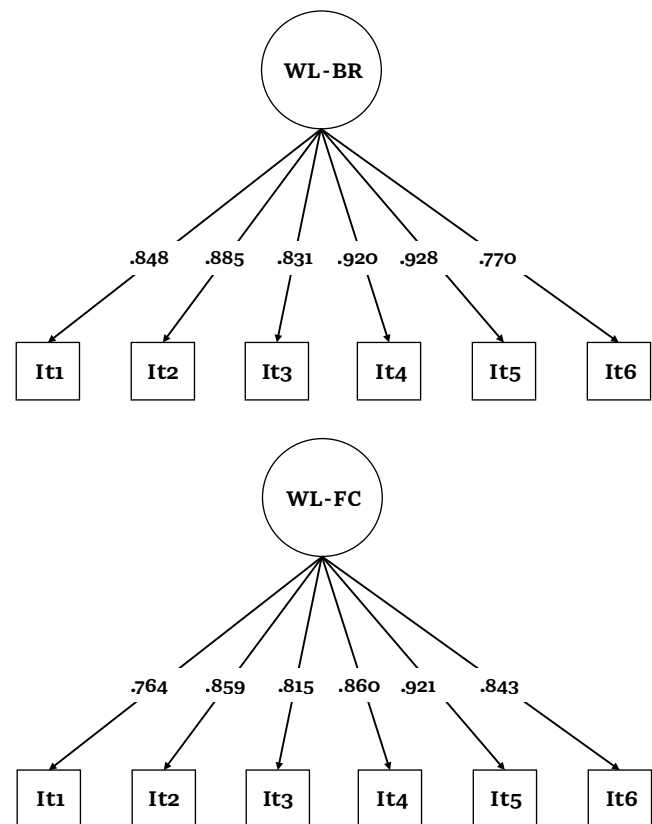 WL-BR
.848 .885 .831 .920 .928 .770
It1 It2 It3 It4 It5 It6
WL-FC
.764 .859 .815 .860 .921 .843
It1 It2 It3 It4 It5 It6